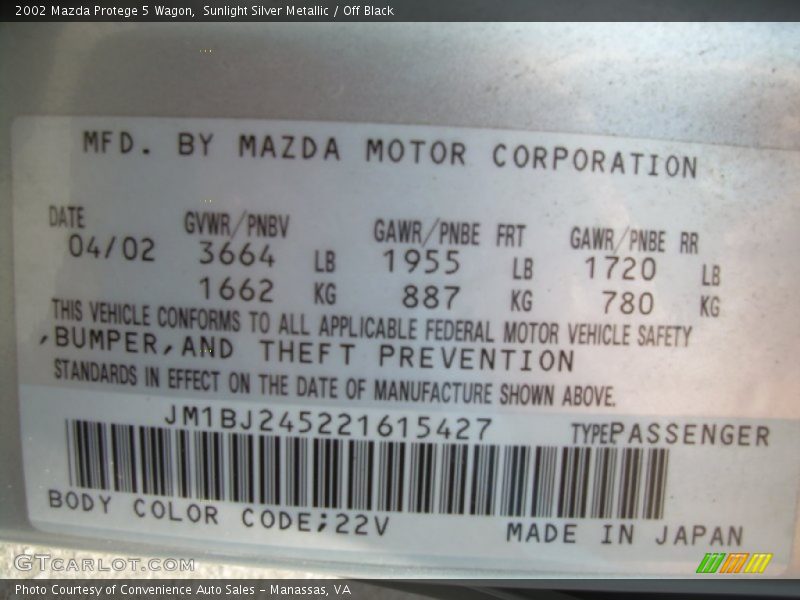 2002 Mazda Protege 5 Wagon, Sunlight Silver Metallic / Off Black
MFD. BY MAZDA MOTOR CORPORATION
DATE GVWR/PNBV GAWR/PNBE FRT GAWR/PNBE RR
04/02 3664 LB 1955 LB 1720 LB
1662 KG 887 KG 780 KG
THIS VEHICLE CONFORMS TO ALL APPLICABLE FEDERAL MOTOR VEHICLE SAFETY
,BUMPER,AND THEFT PREVENTION
STANDARDS IN EFFECT ON THE DATE OF MANUFACTURE SHOWN ABOVE.
JM1BJ245221615427 TYPEPASSENGER
BODY COLOR CODE;22V MADE IN JAPAN
GTcarlot.com
Photo Courtesy of Convenience Auto Sales - Manassas, VA